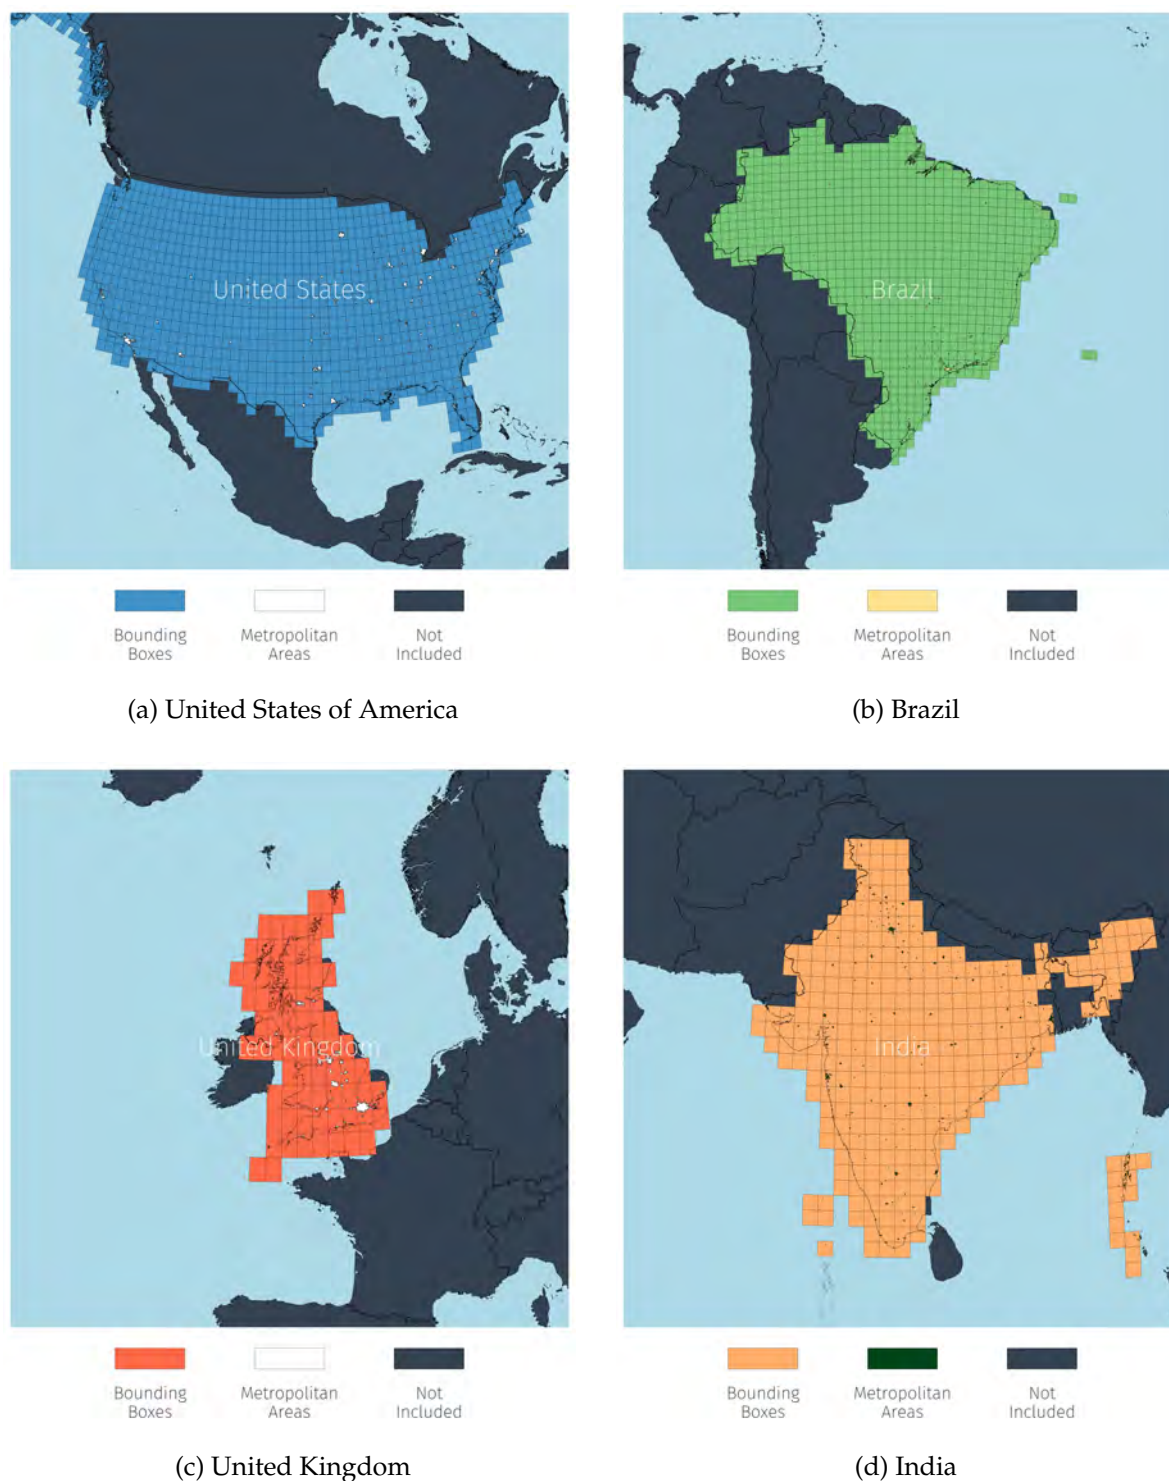 United States
Bounding Boxes
Metropolitan Areas
Not Included
(a) United States of America
Brazil
Bounding Boxes
Metropolitan Areas
Not Included
(b) Brazil
United Kingdom
Bounding Boxes
Metropolitan Areas
Not Included
(c) United Kingdom
India
Bounding Boxes
Metropolitan Areas
Not Included
(d) India